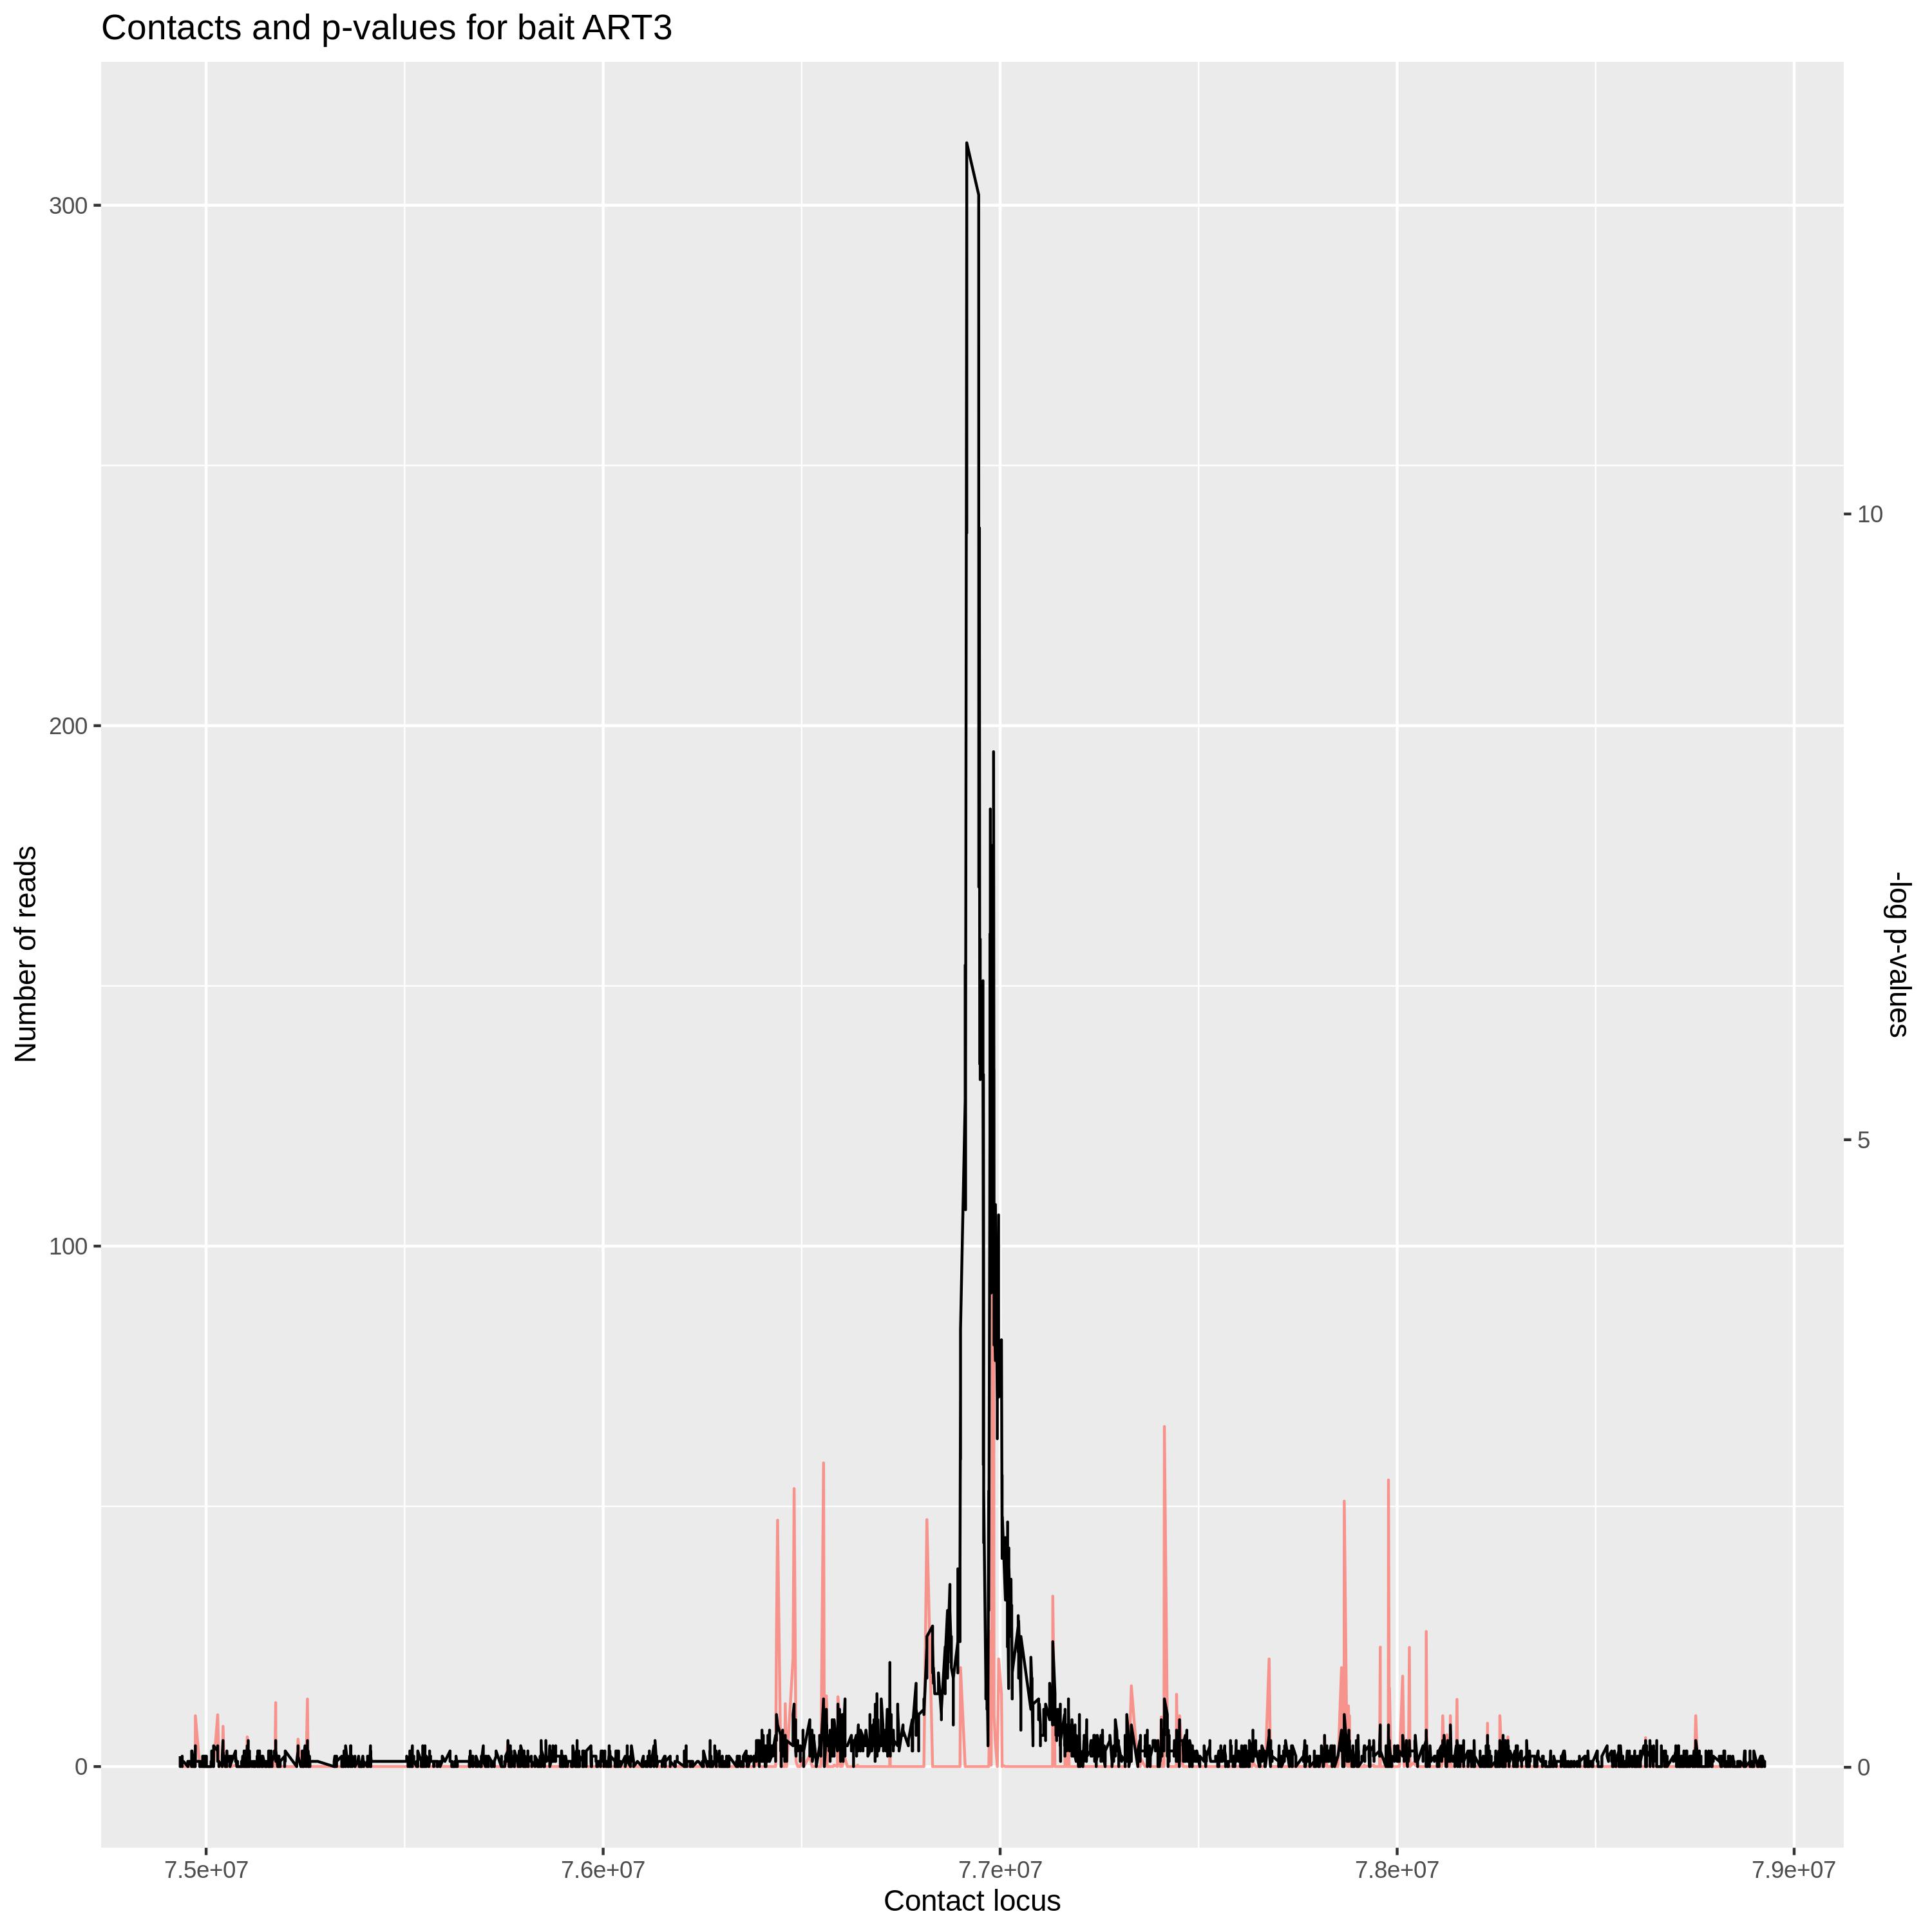 Contacts and p-values for bait ART3
300
200
100
0
Number of reads
10
5
0
-log p-values
7.5e+07
7.6e+07
7.7e+07
7.8e+07
7.9e+07
Contact locus